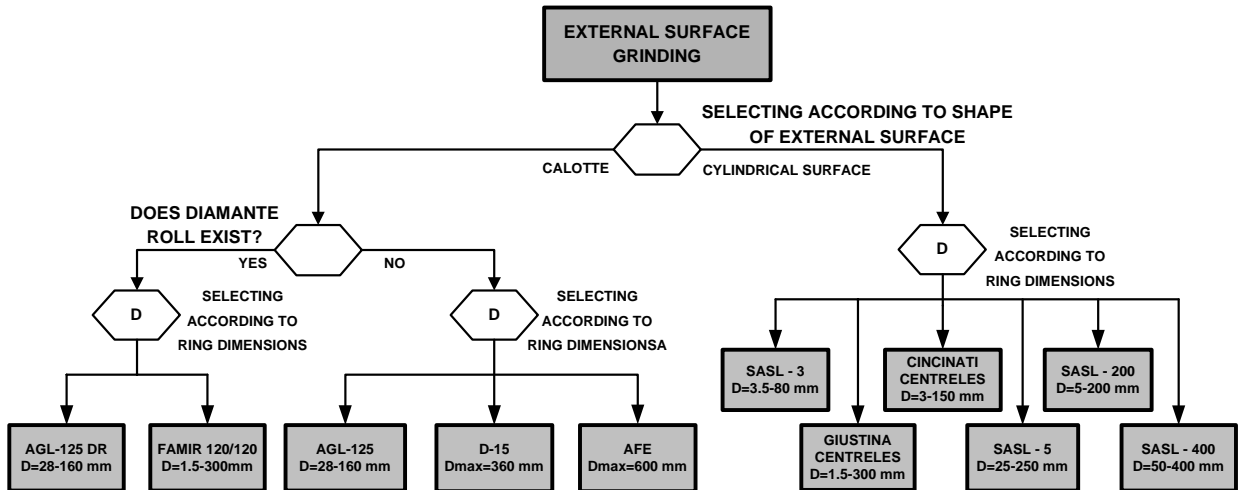 EXTERNAL SURFACE
GRINDING
SELECTING ACCORDING TO SHAPE
OF EXTERNAL SURFACE
CALOTTE
CYLINDRICAL SURFACE
DOES DIAMANTE
ROLL EXIST?
YES
NO
D
SELECTING
ACCORDING TO
RING DIMENSIONS
D
SELECTING
ACCORDING TO
RING DIMENSIONSA
D
SELECTING
ACCORDING TO
RING DIMENSIONS
AGL-125 DR
D=28-160 mm
FAMIR 120/120
D=1.5-300mm
AGL-125
D=28-160 mm
D-15
Dmax=360 mm
AFE
Dmax=600 mm
SASL - 3
D=3.5-80 mm
CINCINATI
CENTRELES
D=3-150 mm
SASL - 200
D=5-200 mm
GIUSTINA
CENTRELES
D=1.5-300 mm
SASL - 5
D=25-250 mm
SASL - 400
D=50-400 mm